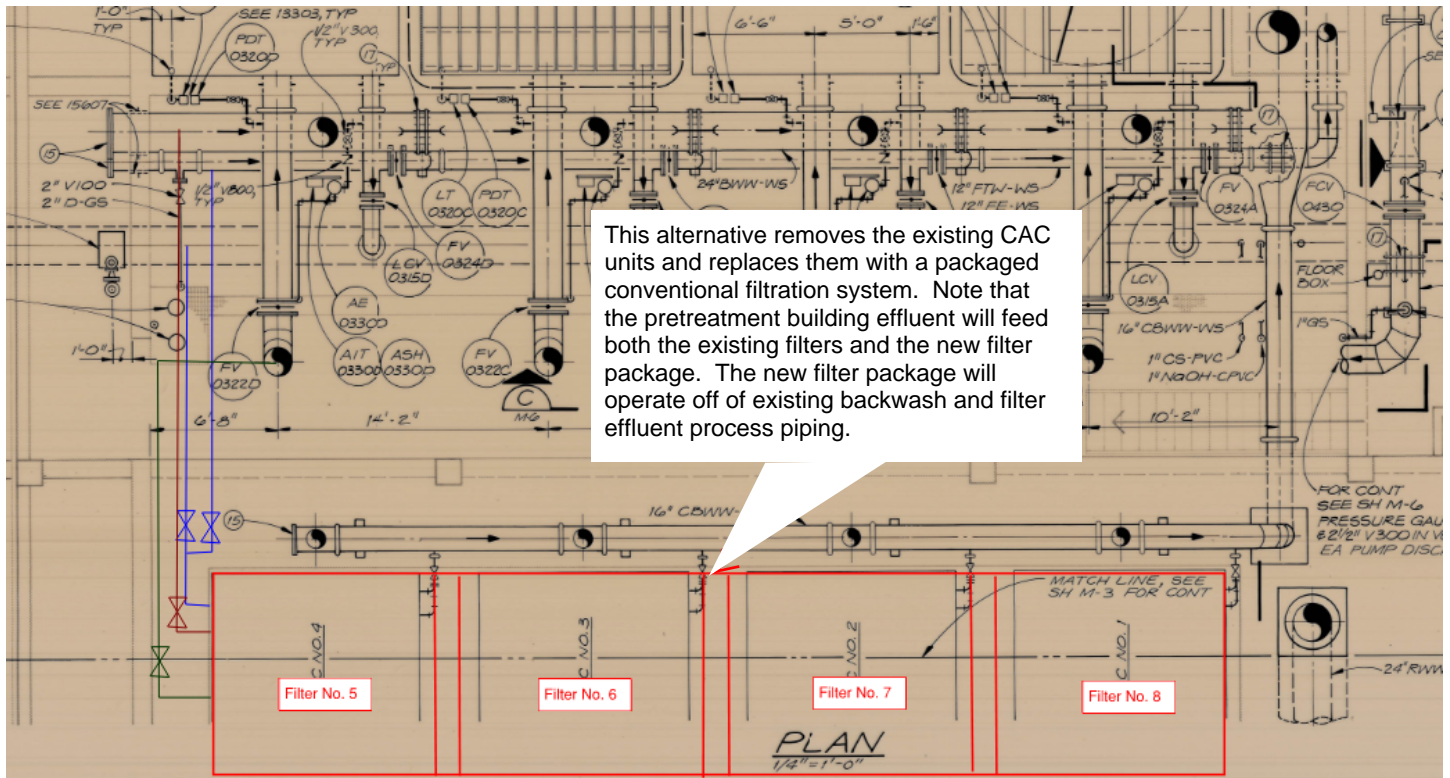 1'-0"
TYP
SEE 13303, TYP
PDT
0320D
1/2" V300,
TYP
17
TYP
6'-6"
5'-0"
1'-6"
SEE 15607
15
2" V100
2" D-GS
1/2" V800,
TYP
LT
0320C
PDT
0320C
24" BWW-WS
12" FTW-WS
12" FE-WS
FV
0324A
FCV
0430
17
17
FV
0324D
LCV
0315D
AE
0330D
AIT
0330D
ASH
0330D
FV
0322D
FV
0322C
C
M-6
1'-0"
6'-8"
14'-2"
10'-2"
LCV
0315A
16" CBWW-WS
1" CS-PVC
1" NaOH-CPVC
FLOOR
BOX
1" GS
This alternative removes the existing CAC
units and replaces them with a packaged
conventional filtration system. Note that
the pretreatment building effluent will feed
both the existing filters and the new filter
package. The new filter package will
operate off of existing backwash and filter
effluent process piping.
15
16" CBWW-
FOR CONT
SEE SH M-6
PRESSURE GAU
& 2 1/2" V300 IN V
EA PUMP DISC
MATCH LINE, SEE
SH M-3 FOR CONT
C NO.4
C NO.3
C NO.2
C NO.1
Filter No. 5
Filter No. 6
Filter No. 7
Filter No. 8
24" RWW
PLAN
1/4" = 1'-0"